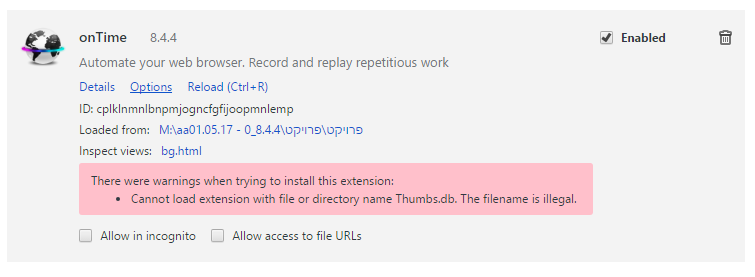 onTime 8.4.4 Enabled
Automate your web browser. Record and replay repetitious work
Details Options Reload (Ctrl+R)
ID: cplklnmnlbnpmjogncfgfijoopmnlemp
Loaded from: M:\aa01.05.17 - 0_8.4.4\פרויקט\פרויקט
Inspect views: bg.html
There were warnings when trying to install this extension:
• Cannot load extension with file or directory name Thumbs.db. The filename is illegal.
Allow in incognito Allow access to file URLs